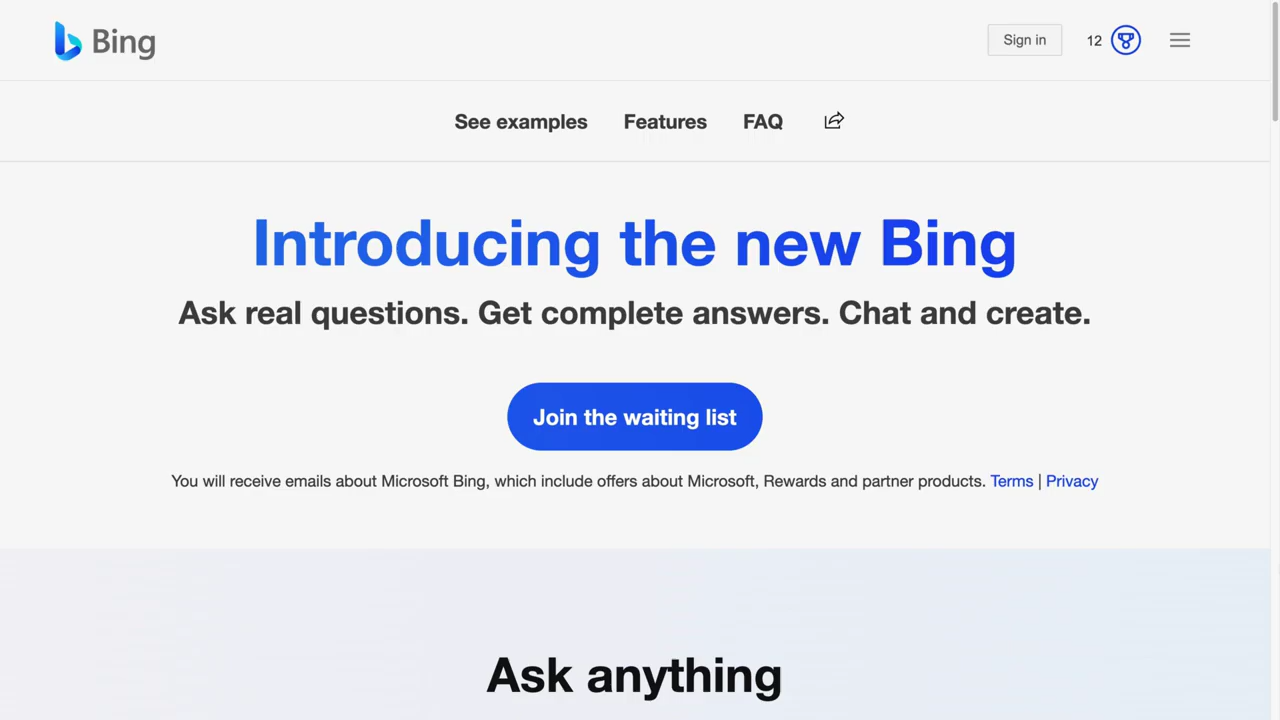 Bing
Sign in
12
See examples
Features
FAQ
Introducing the new Bing
Ask real questions. Get complete answers. Chat and create.
Join the waiting list
You will receive emails about Microsoft Bing, which include offers about Microsoft, Rewards and partner products. Terms | Privacy
Ask anything